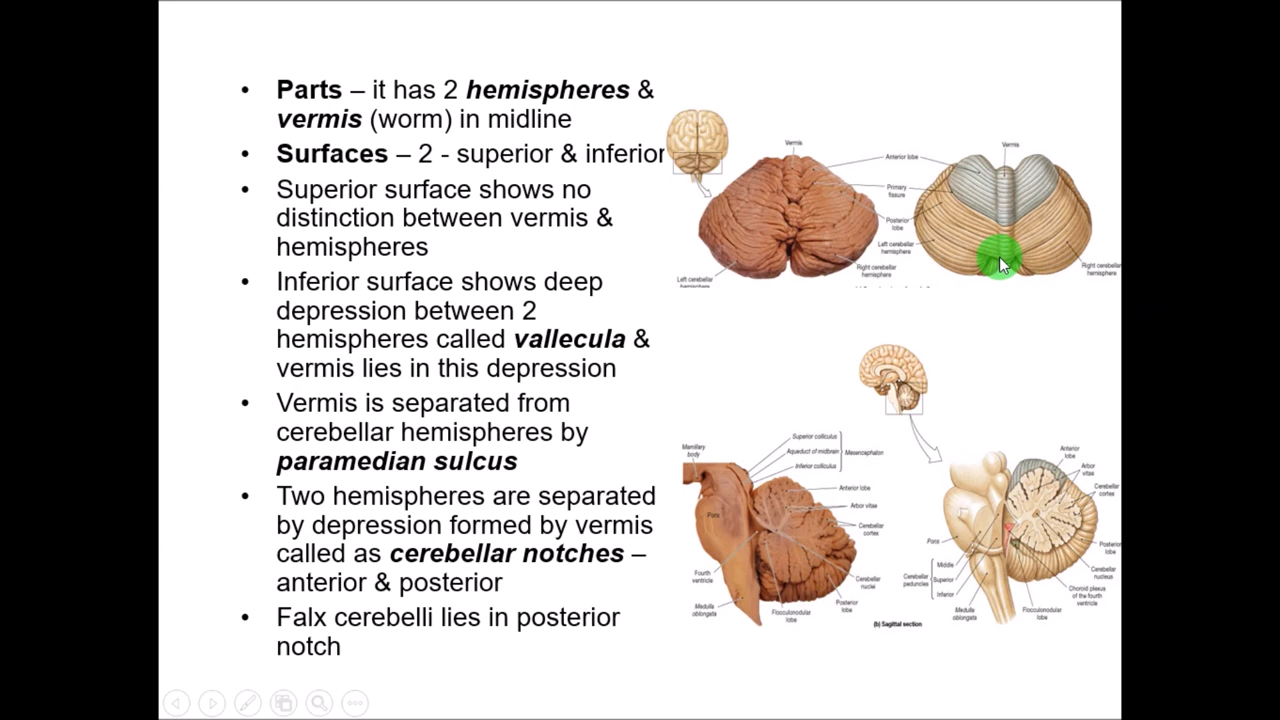 • Parts – it has 2 hemispheres &
vermis (worm) in midline
• Surfaces – 2 - superior & inferior
• Superior surface shows no
distinction between vermis &
hemispheres
• Inferior surface shows deep
depression between 2
hemispheres called vallecula &
vermis lies in this depression
• Vermis is separated from
cerebellar hemispheres by
paramedian sulcus
• Two hemispheres are separated
by depression formed by vermis
called as cerebellar notches –
anterior & posterior
• Falx cerebelli lies in posterior
notch
Vermis
Anterior lobe
Primary
fissure
Posterior
lobe
Left cerebellar
hemisphere
Right cerebellar
hemisphere
Left cerebellar
hemisphere
Vermis
Right cerebellar
hemisphere
Mamillary
body
Superior colliculus
Aqueduct of midbrain
Inferior colliculus
Mesencephalon
Anterior lobe
Arbor vitae
Cerebellar
cortex
Pons
Fourth
ventricle
Medulla
oblongata
Flocculonodular
lobe
Posterior
lobe
Cerebellar
nuclei
Anterior
lobe
Arbor
vitae
Cerebellar
cortex
Pons
Cerebellar
peduncles
Middle
Superior
Inferior
Medulla
oblongata
Flocculonodular
lobe
Choroid plexus
of the fourth
ventricle
Cerebellar
nucleus
Posterior
lobe
(b) Sagittal section